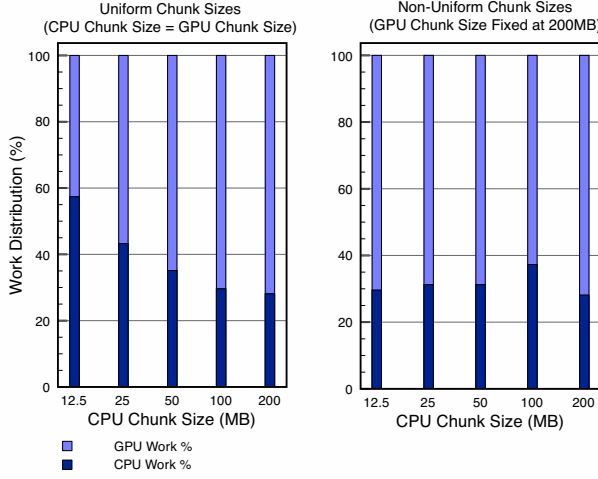 Uniform Chunk Sizes
(CPU Chunk Size = GPU Chunk Size)
Non-Uniform Chunk Sizes
(GPU Chunk Size Fixed at 200MB)
Work Distribution (%)
100
80
60
40
20
0
12.5 25 50 100 200
CPU Chunk Size (MB)
100
80
60
40
20
0
12.5 25 50 100 200
CPU Chunk Size (MB)
GPU Work %
CPU Work %